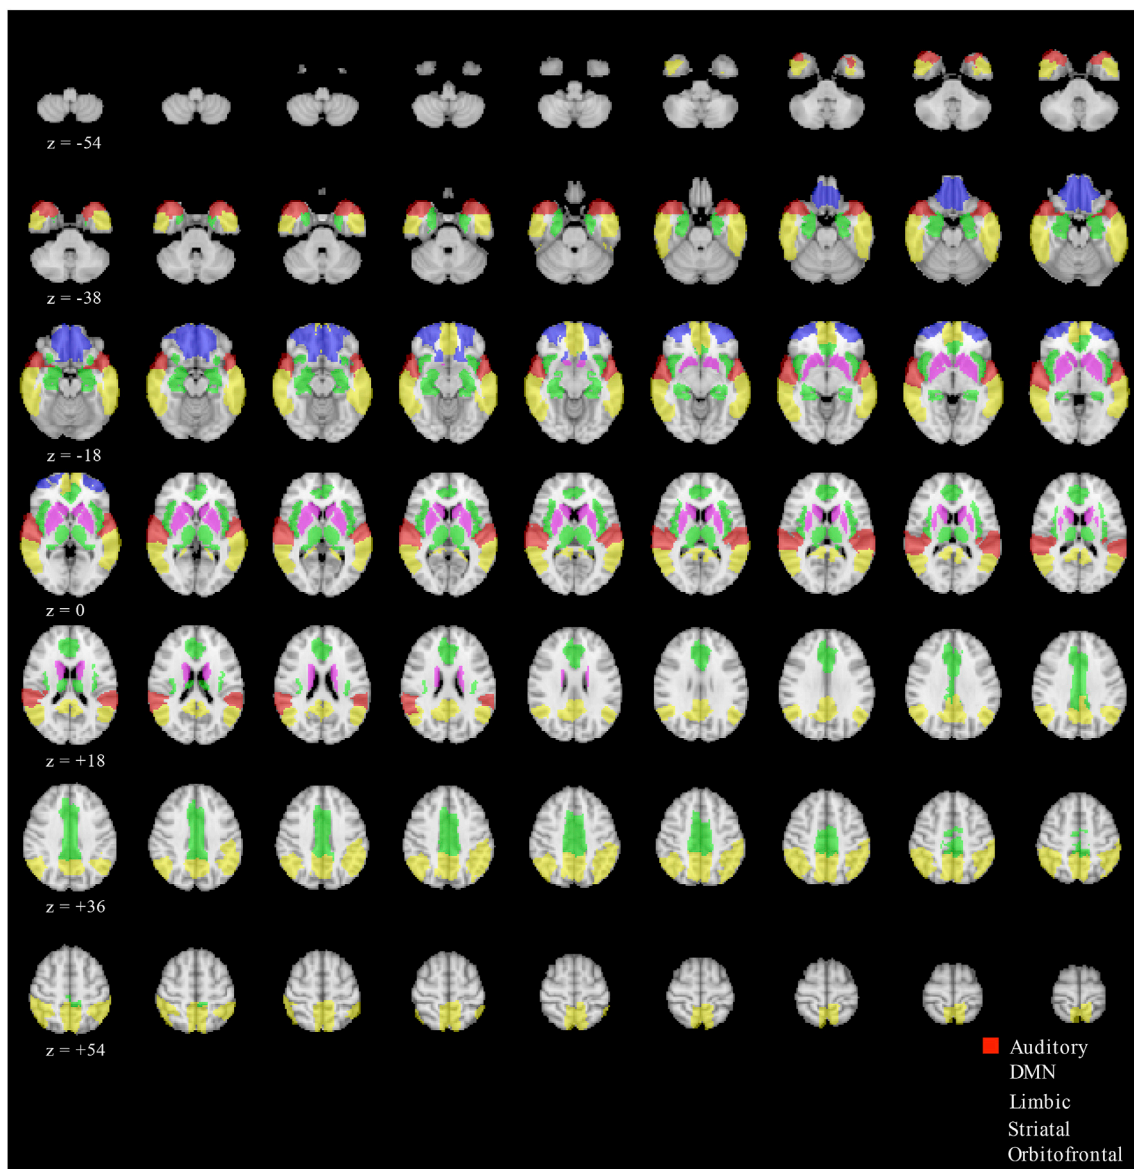 z = -54
z = -38
z = -18
z = 0
z = +18
z = +36
z = +54
Auditory
DMN
Limbic
Striatal
Orbitofrontal